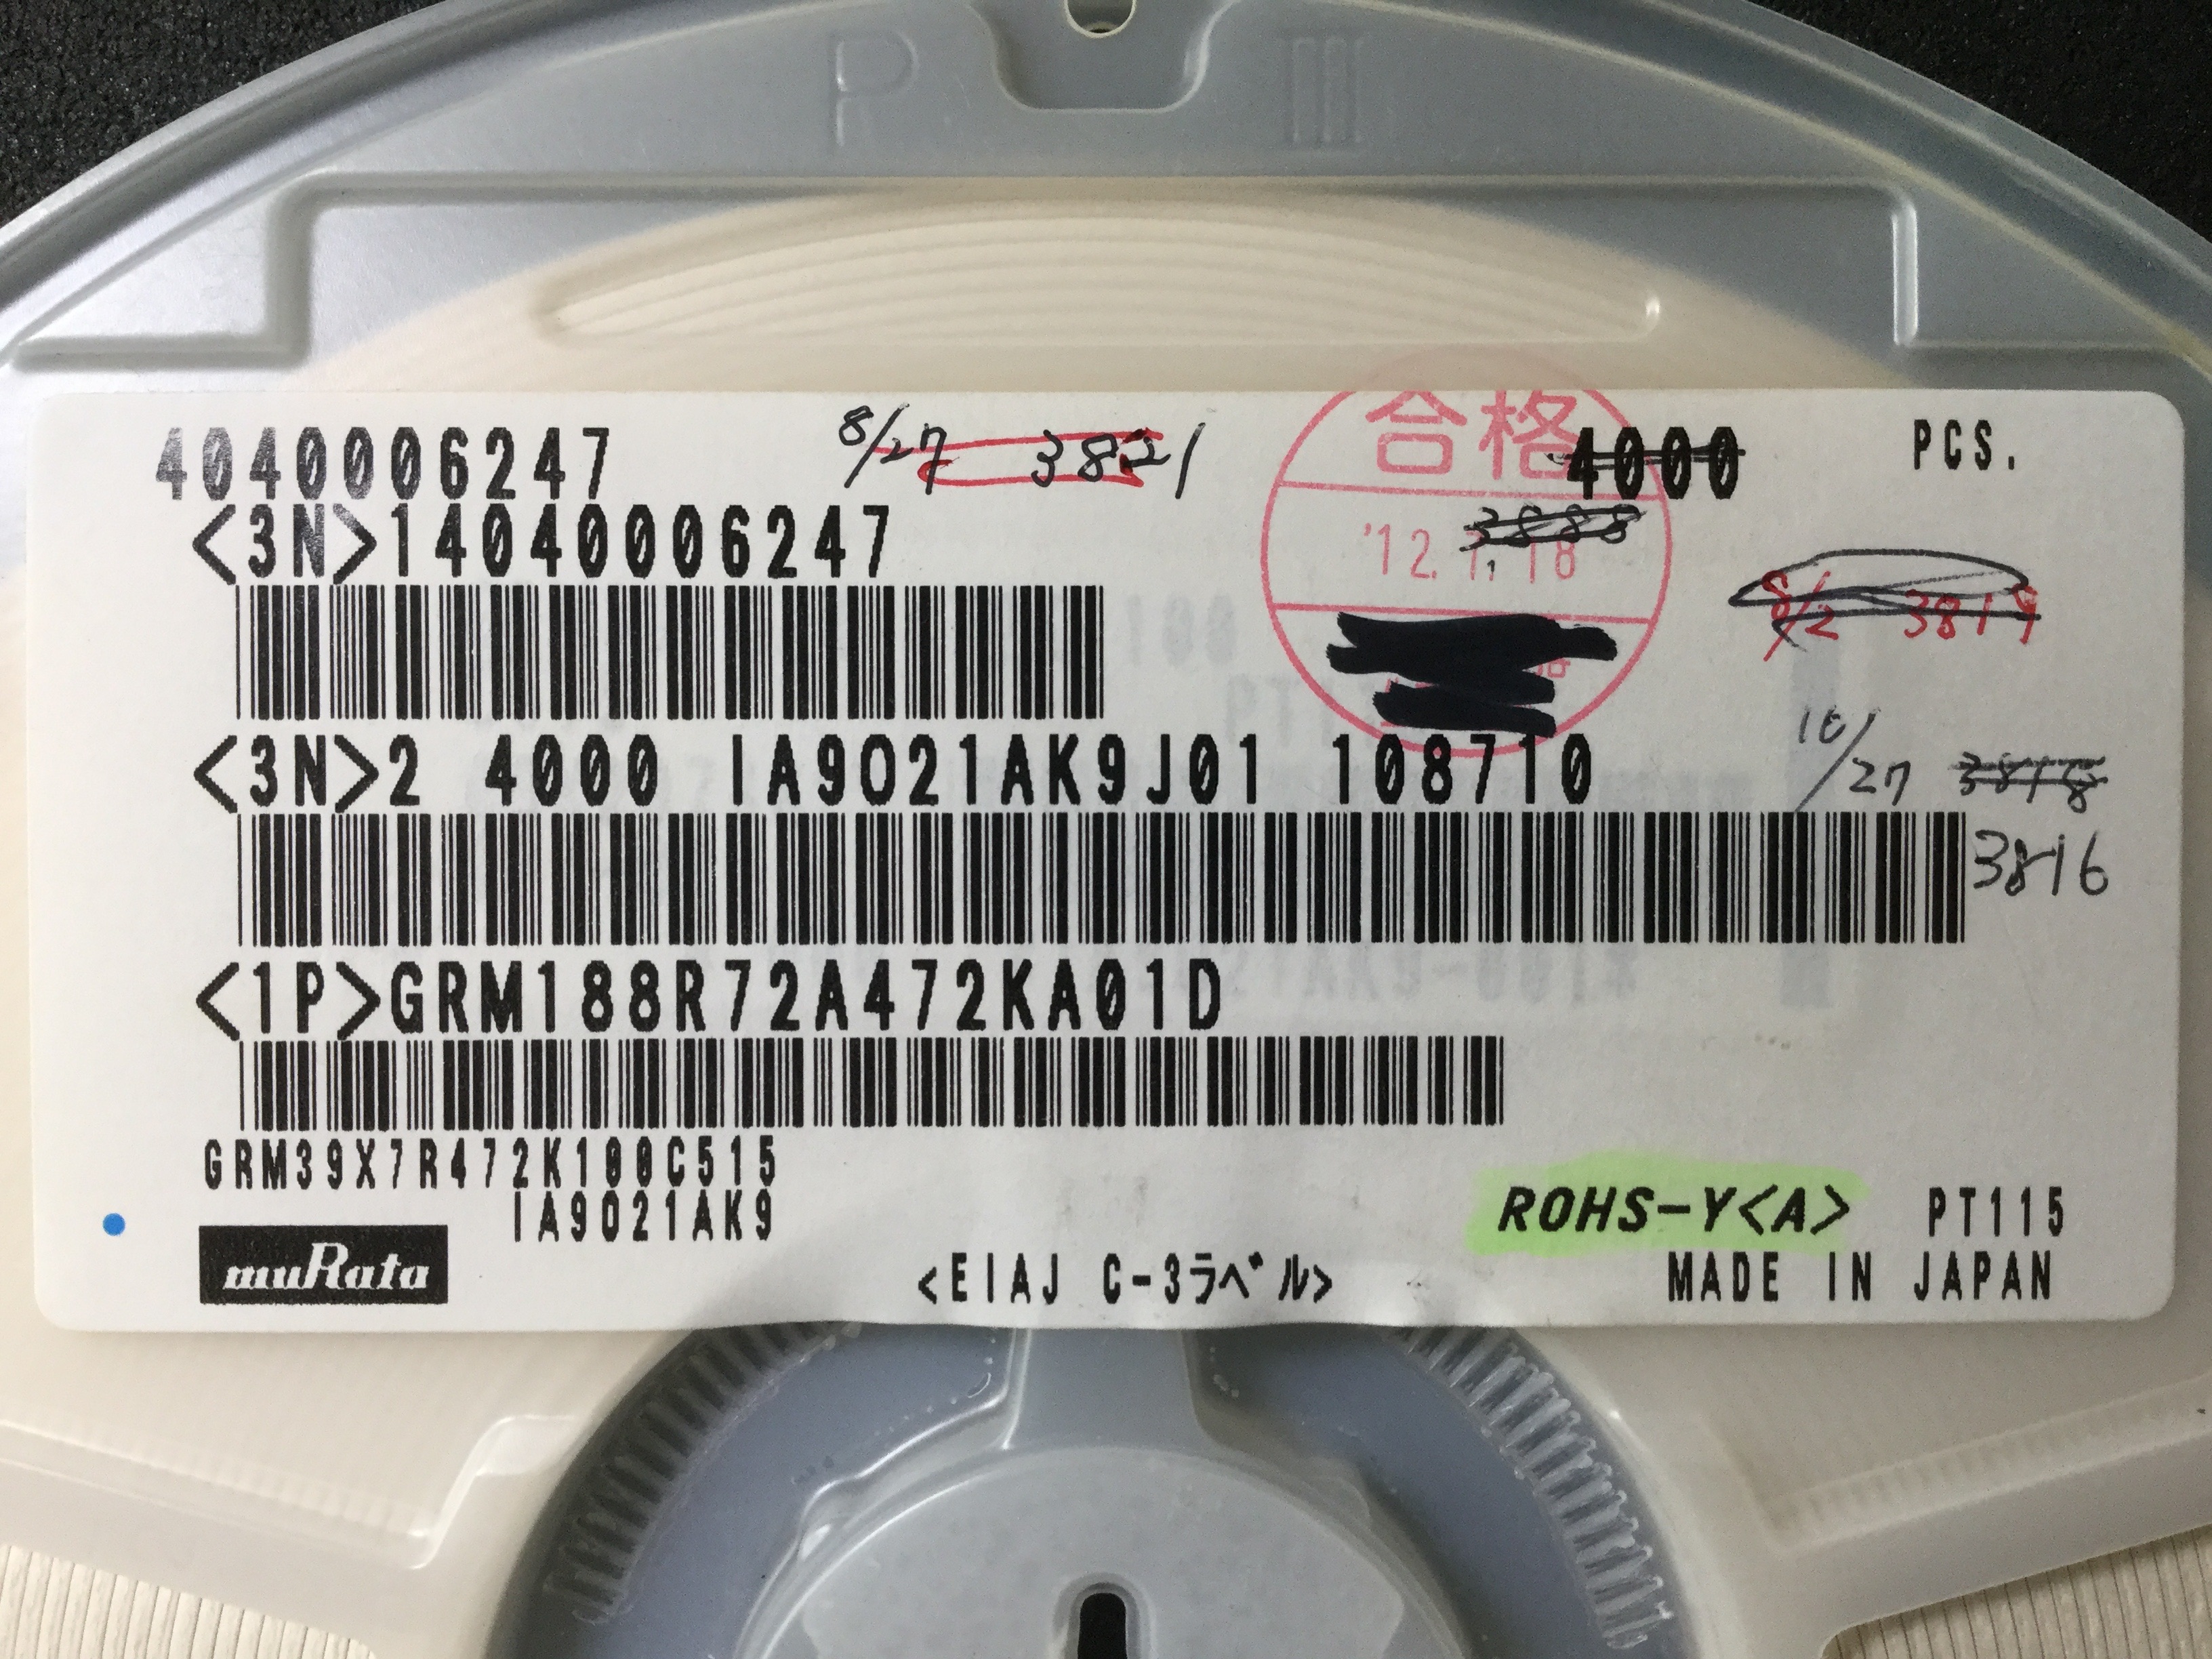 P III
4040006247 8/27 3821 4000 PCS.
合格
<3N>14040006247 3888
'12.7.18
8/2 3819
<3N>2 4000 IA9021AK9J01 108710
10/27 3818
3816
<1P>GRM188R72A472KA01D
GRM39X7R472K100C515
IA9021AK9
ROHS-Y<A> PT115
muRata <EIAJ C-3ラベル> MADE IN JAPAN